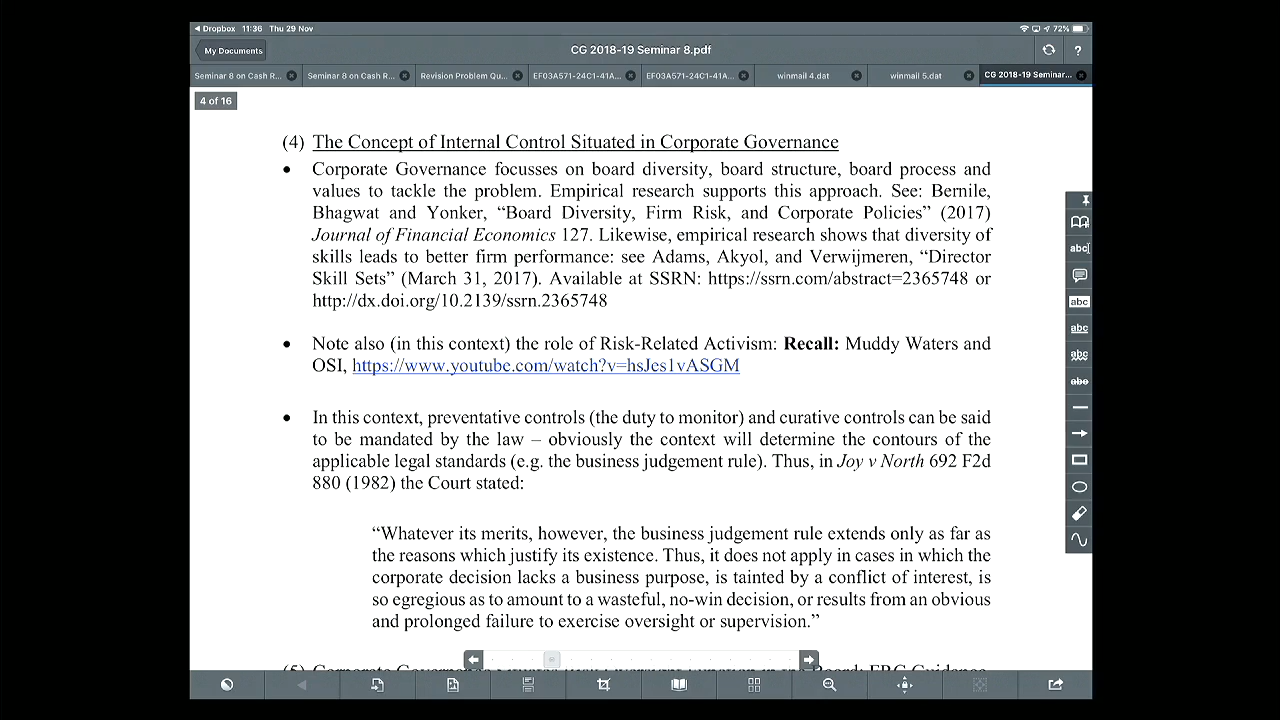 Dropbox 11:36 Thu 29 Nov
72%
My Documents
CG 2018-19 Seminar 8.pdf
?
Seminar 8 on Cash R...
Seminar 8 on Cash R...
Revision Problem Qu...
EF03A571-24C1-41A...
EF03A571-24C1-41A...
winmail 4.dat
winmail 5.dat
CG 2018-19 Seminar...
4 of 16
(4) The Concept of Internal Control Situated in Corporate Governance
• Corporate Governance focusses on board diversity, board structure, board process and
values to tackle the problem. Empirical research supports this approach. See: Bernile,
Bhagwat and Yonker, “Board Diversity, Firm Risk, and Corporate Policies” (2017)
Journal of Financial Economics 127. Likewise, empirical research shows that diversity of
skills leads to better firm performance: see Adams, Akyol, and Verwijmeren, “Director
Skill Sets” (March 31, 2017). Available at SSRN: https://ssrn.com/abstract=2365748 or
http://dx.doi.org/10.2139/ssrn.2365748
• Note also (in this context) the role of Risk-Related Activism: Recall: Muddy Waters and
OSI, https://www.youtube.com/watch?v=hsJes1vASGM
• In this context, preventative controls (the duty to monitor) and curative controls can be said
to be mandated by the law – obviously the context will determine the contours of the
applicable legal standards (e.g. the business judgement rule). Thus, in Joy v North 692 F2d
880 (1982) the Court stated:
“Whatever its merits, however, the business judgement rule extends only as far as
the reasons which justify its existence. Thus, it does not apply in cases in which the
corporate decision lacks a business purpose, is tainted by a conflict of interest, is
so egregious as to amount to a wasteful, no-win decision, or results from an obvious
and prolonged failure to exercise oversight or supervision.”
abc
abc
abc
abc
abc